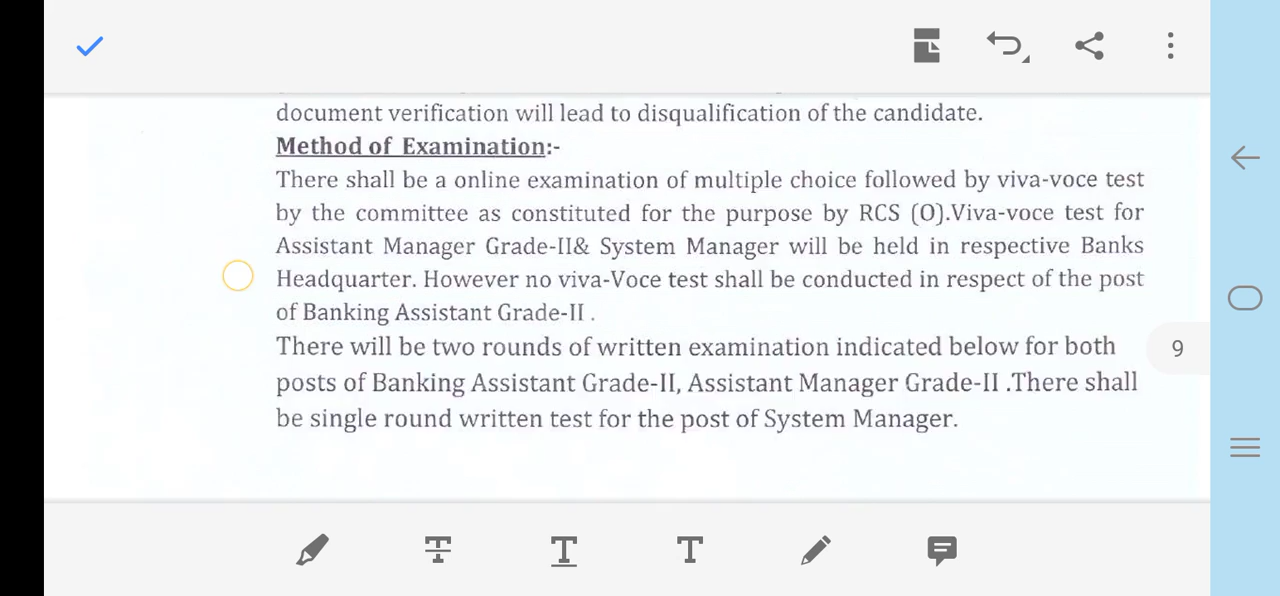 document verification will lead to disqualification of the candidate.
Method of Examination:-
There shall be a online examination of multiple choice followed by viva-voce test
by the committee as constituted for the purpose by RCS (O).Viva-voce test for
Assistant Manager Grade-II& System Manager will be held in respective Banks
Headquarter. However no viva-Voce test shall be conducted in respect of the post
of Banking Assistant Grade-II .
There will be two rounds of written examination indicated below for both
posts of Banking Assistant Grade-II, Assistant Manager Grade-II .There shall
be single round written test for the post of System Manager.
9